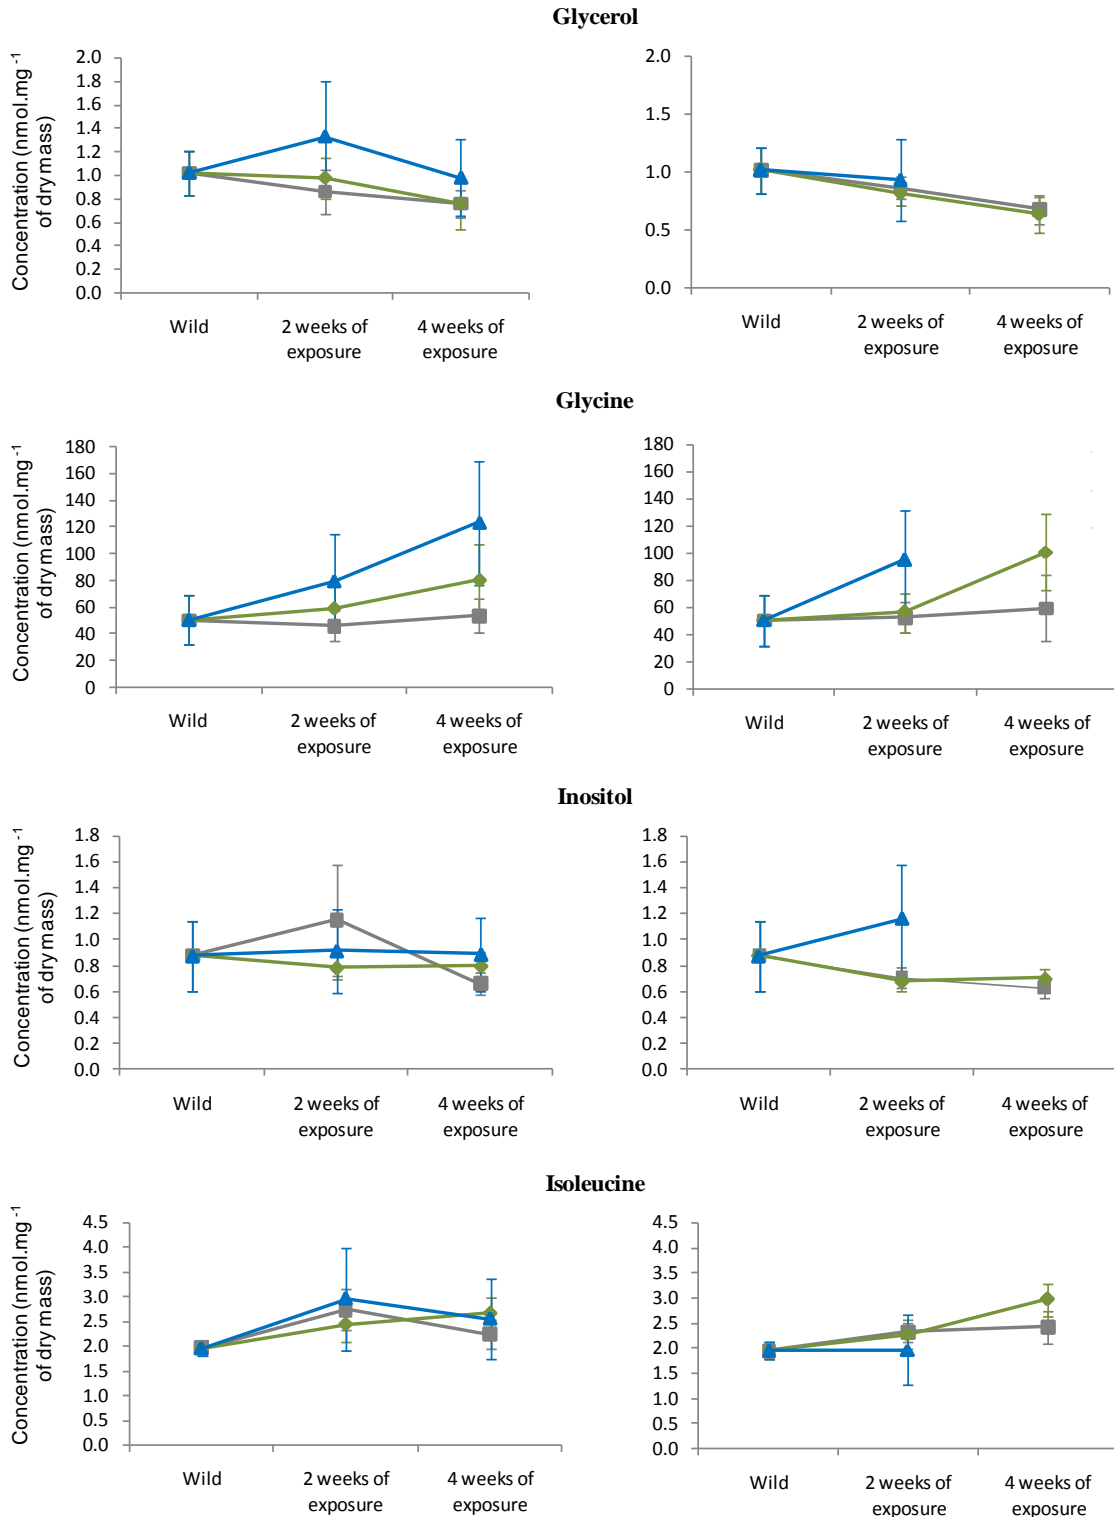 Glycerol
Concentration (nmol.mg-1
of dry mass)
2.0
1.8
1.6
1.4
1.2
1.0
0.8
0.6
0.4
0.2
0.0
Wild
2 weeks of
exposure
4 weeks of
exposure
2.0
1.5
1.0
0.5
0.0
Wild
2 weeks of
exposure
4 weeks of
exposure
Glycine
Concentration (nmol.mg-1
of dry mass)
180
160
140
120
100
80
60
40
20
0
Wild
2 weeks of
exposure
4 weeks of
exposure
180
160
140
120
100
80
60
40
20
0
Wild
2 weeks of
exposure
4 weeks of
exposure
Inositol
Concentration (nmol.mg-1
of dry mass)
1.8
1.6
1.4
1.2
1.0
0.8
0.6
0.4
0.2
0.0
Wild
2 weeks of
exposure
4 weeks of
exposure
1.8
1.6
1.4
1.2
1.0
0.8
0.6
0.4
0.2
0.0
Wild
2 weeks of
exposure
4 weeks of
exposure
Isoleucine
Concentration (nmol.mg-1
of dry mass)
4.5
4.0
3.5
3.0
2.5
2.0
1.5
1.0
0.5
0.0
Wild
2 weeks of
exposure
4 weeks of
exposure
4.5
4.0
3.5
3.0
2.5
2.0
1.5
1.0
0.5
0.0
Wild
2 weeks of
exposure
4 weeks of
exposure